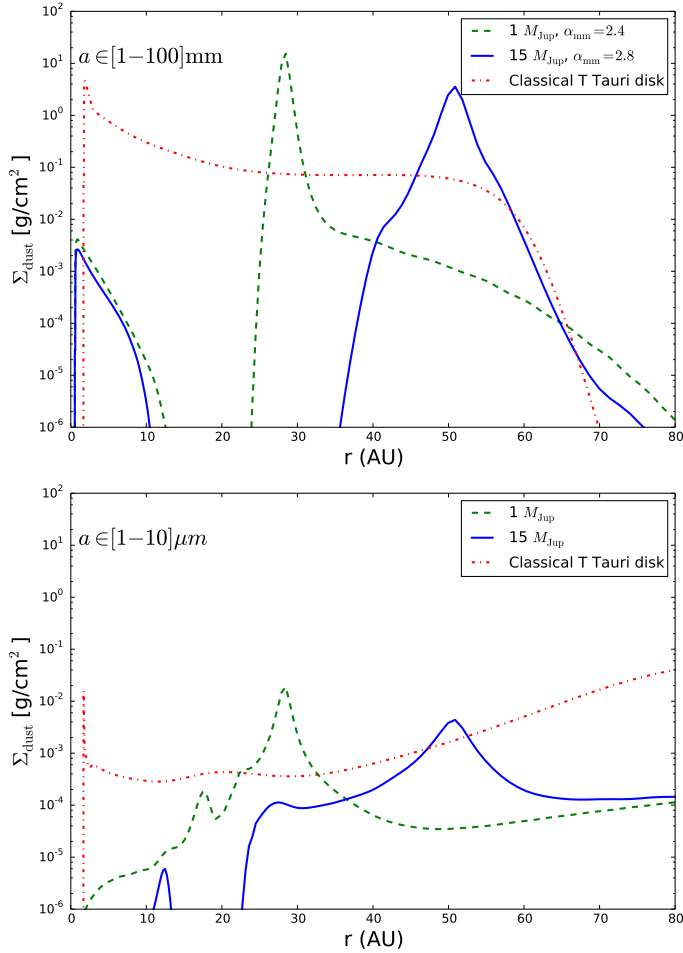 a∈[1−100]mm
1 M_Jup, α_mm=2.4
15 M_Jup, α_mm=2.8
Classical T Tauri disk
Σ_dust [g/cm^2 ]
10^2
10^1
10^0
10^-1
10^-2
10^-3
10^-4
10^-5
10^-6
0 10 20 30 40 50 60 70 80
r (AU)
a∈[1−10]μm
1 M_Jup
15 M_Jup
Classical T Tauri disk
Σ_dust [g/cm^2 ]
10^2
10^1
10^0
10^-1
10^-2
10^-3
10^-4
10^-5
10^-6
0 10 20 30 40 50 60 70 80
r (AU)